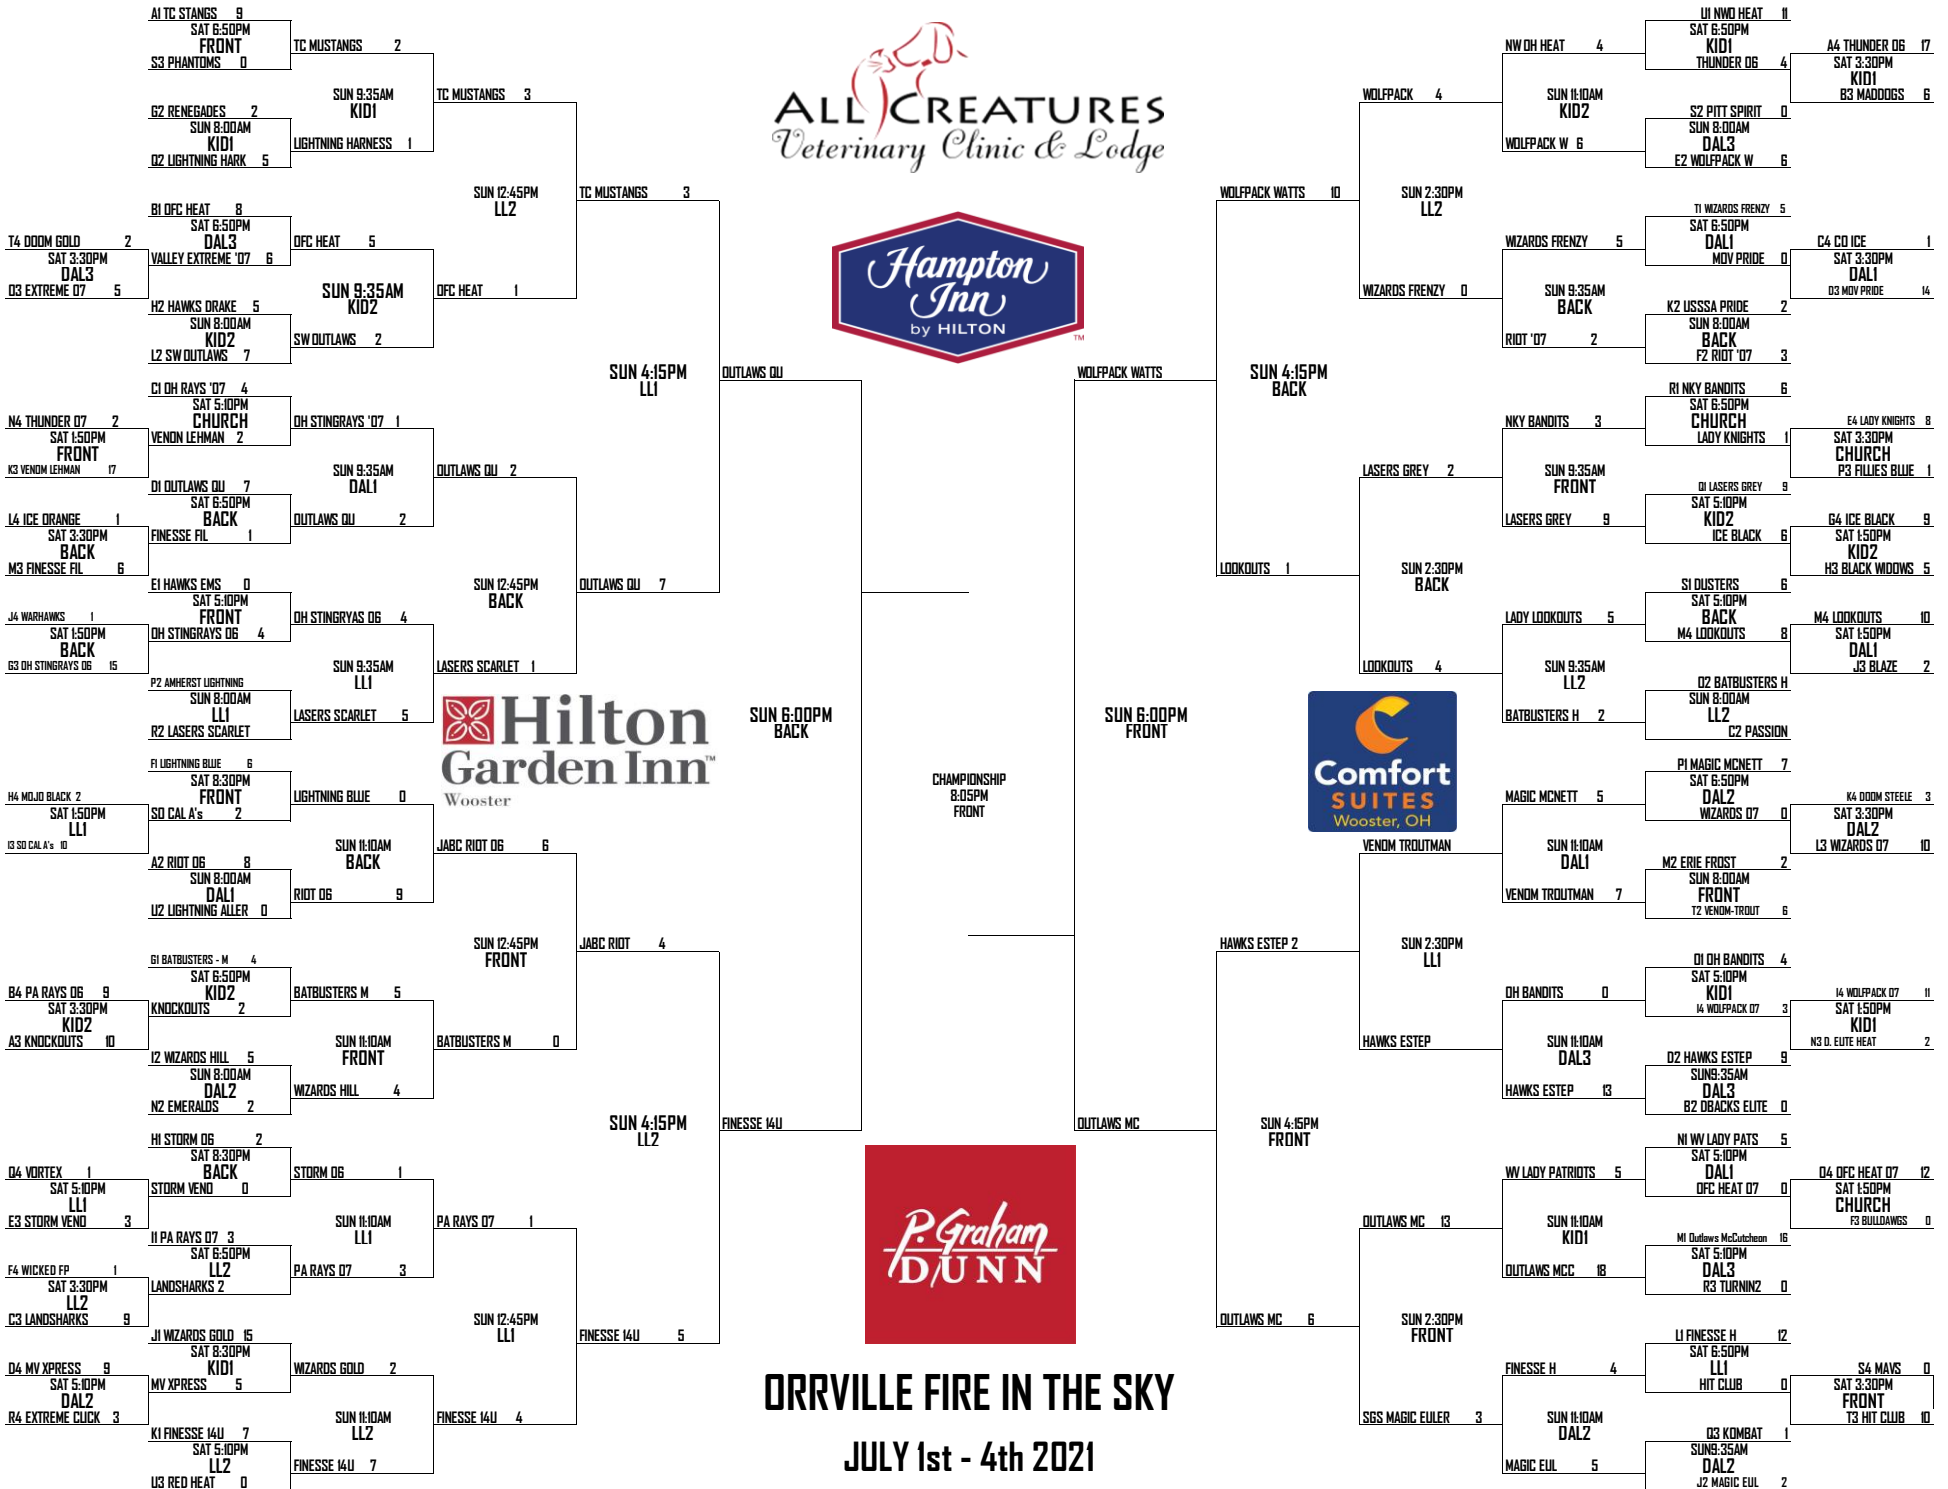 A1 TC STANGS 9
SAT 6:50PM
FRONT
S3 PHANTOMS 0
G2 RENEGADES 2
SUN 8:00AM
KID1
Q2 LIGHTNING HARK 5
B1 OFC HEAT 8
SAT 6:50PM
DAL3
VALLEY EXTREME '07 6
T4 DOOM GOLD 2
SAT 3:30PM
DAL3
O3 EXTREME 07 5
H2 HAWKS DRAKE 5
SUN 8:00AM
KID2
L2 SW OUTLAWS 7
C1 OH RAYS '07 4
SAT 5:10PM
CHURCH
VENON LEHMAN 2
N4 THUNDER 07 2
SAT 1:50PM
FRONT
K3 VENOM LEHMAN 17
D1 OUTLAWS QU 7
SAT 6:50PM
BACK
FINESSE FIL 1
L4 ICE ORANGE 1
SAT 3:30PM
BACK
M3 FINESSE FIL 6
E1 HAWKS EMS 0
SAT 5:10PM
FRONT
OH STINGRAYS 06 4
J4 WARHAWKS 1
SAT 1:50PM
BACK
G3 OH STINGRAYS 06 15
P2 AMHERST LIGHTNING
SUN 8:00AM
LL1
R2 LASERS SCARLET
F1 LIGHTNING BLUE 6
SAT 8:30PM
FRONT
SO CAL A's 2
H4 MOJO BLACK 2
SAT 1:50PM
LL1
I3 SO CAL A's 10
A2 RIOT 06 8
SUN 8:00AM
DAL1
U2 LIGHTNING ALLER 0
G1 BATBUSTERS - M 4
SAT 6:50PM
KID2
KNOCKOUTS 2
B4 PA RAYS 06 9
SAT 3:30PM
KID2
A3 KNOCKOUTS 10
I2 WIZARDS HILL 5
SUN 8:00AM
DAL2
N2 EMERALDS 2
H1 STORM 06 2
SAT 8:30PM
BACK
STORM VENO 0
Q4 VORTEX 1
SAT 5:10PM
LL1
E3 STORM VENO 3
I1 PA RAYS 07 3
SAT 6:50PM
LL2
LANDSHARKS 2
F4 WICKED FP 1
SAT 3:30PM
LL2
C3 LANDSHARKS 9
J1 WIZARDS GOLD 15
SAT 8:30PM
KID1
MV XPRESS 5
D4 MV XPRESS 9
SAT 5:10PM
DAL2
R4 EXTREME CUCK 3
K1 FINESSE 14U 7
SAT 5:10PM
LL2
U3 RED HEAT 0
TC MUSTANGS 2
SUN 9:35AM
KID1
LIGHTNING HARNESS 1
OFC HEAT 5
SUN 9:35AM
KID2
SW OUTLAWS 2
OH STINGRAYS '07 1
SUN 9:35AM
DAL1
OUTLAWS QU 2
OH STINGRYAS 06 4
SUN 9:35AM
LL1
LASERS SCARLET 5
LIGHTNING BLUE 0
SUN 11:10AM
BACK
RIOT 06 9
BATBUSTERS M 5
SUN 11:10AM
FRONT
WIZARDS HILL 4
STORM 06 1
SUN 11:10AM
LL1
PA RAYS 07 3
WIZARDS GOLD 2
SUN 11:10AM
LL2
FINESSE 14U 7
TC MUSTANGS 3
SUN 12:45PM
LL2
OFC HEAT 1
OUTLAWS QU 2
SUN 12:45PM
BACK
LASERS SCARLET 1
JABC RIOT 06 6
SUN 12:45PM
FRONT
BATBUSTERS M 0
PA RAYS 07 1
SUN 12:45PM
LL1
FINESSE 14U 4
TC MUSTANGS 3
SUN 4:15PM
LL1
OUTLAWS QU 7
JABC RIOT 4
SUN 4:15PM
LL2
FINESSE 14U 5
OUTLAWS QU
SUN 6:00PM
BACK
FINESSE 14U
ALL CREATURES
Veterinary Clinic & Lodge
Hampton
Inn
by HILTON
TM
Hilton
Garden Inn™
Wooster
CHAMPIONSHIP
8:05PM
FRONT
Comfort
SUITES
Wooster, OH
P. Graham
DUNN
ORRVILLE FIRE IN THE SKY
JULY 1st - 4th 2021
WOLFPACK WATTS
SUN 6:00PM
FRONT
OUTLAWS MC
WOLFPACK WATTS 10
SUN 4:15PM
BACK
LOOKOUTS 1
HAWKS ESTEP 2
SUN 4:15PM
FRONT
OUTLAWS MC 6
WOLFPACK 4
SUN 2:30PM
LL2
WIZARDS FRENZY 0
LASERS GREY 2
SUN 2:30PM
BACK
LOOKOUTS 4
VENOM TROUTMAN
SUN 2:30PM
LL1
HAWKS ESTEP
OUTLAWS MC 13
SUN 2:30PM
FRONT
SGS MAGIC EULER 3
NW OH HEAT 4
SUN 11:10AM
KID2
WOLFPACK W 6
WIZARDS FRENZY 5
SUN 9:35AM
BACK
RIOT '07 2
NKY BANDITS 3
SUN 9:35AM
FRONT
LASERS GREY 9
LADY LOOKOUTS 5
SUN 9:35AM
LL2
BATBUSTERS H 2
MAGIC MCNETT 5
SUN 11:10AM
DAL1
VENOM TROUTMAN 7
OH BANDITS 0
SUN 11:10AM
DAL3
HAWKS ESTEP 13
WV LADY PATRIOTS 5
SUN 11:10AM
KID1
OUTLAWS MCC 18
FINESSE H 4
SUN 11:10AM
DAL2
MAGIC EUL 5
U1 NWO HEAT 11
SAT 6:50PM
KID1
THUNDER 06 4
A4 THUNDER 06 17
SAT 3:30PM
KID1
B3 MADDOGS 6
S2 PITT SPIRIT 0
SUN 8:00AM
DAL3
E2 WOLFPACK W 6
T1 WIZARDS FRENZY 5
SAT 6:50PM
DAL1
MOV PRIDE 0
C4 CO ICE 1
SAT 3:30PM
DAL1
D3 MOV PRIDE 14
K2 USSSA PRIDE 2
SUN 8:00AM
BACK
F2 RIOT '07 3
R1 NKY BANDITS 6
SAT 6:50PM
CHURCH
LADY KNIGHTS 1
E4 LADY KNIGHTS 8
SAT 3:30PM
CHURCH
P3 FILLIES BLUE 1
Q1 LASERS GREY 9
SAT 5:10PM
KID2
ICE BLACK 6
G4 ICE BLACK 9
SAT 1:50PM
KID2
H3 BLACK WIDOWS 5
S1 DUSTERS 6
SAT 5:10PM
BACK
M4 LOOKOUTS 8
M4 LOOKOUTS 10
SAT 1:50PM
DAL1
J3 BLAZE 2
O2 BATBUSTERS H
SUN 8:00AM
LL2
C2 PASSION
P1 MAGIC MCNETT 7
SAT 6:50PM
DAL2
WIZARDS 07 0
K4 DOOM STEELE 3
SAT 3:30PM
DAL2
L3 WIZARDS 07 10
M2 ERIE FROST 2
SUN 8:00AM
FRONT
T2 VENOM-TROUT 6
O1 OH BANDITS 4
SAT 5:10PM
KID1
I4 WOLFPACK 07 3
I4 WOLFPACK 07 11
SAT 1:50PM
KID1
N3 D. ELITE HEAT 2
D2 HAWKS ESTEP 9
SUN9:35AM
DAL3
B2 DBACKS ELITE 0
N1 WV LADY PATS 5
SAT 5:10PM
DAL1
OFC HEAT 07 0
O4 OFC HEAT 07 12
SAT 1:50PM
CHURCH
F3 BULLDAWGS 0
M1 Outlaws McCutcheon 16
SAT 5:10PM
DAL3
R3 TURNIN2 0
L1 FINESSE H 12
SAT 6:50PM
LL1
HIT CLUB 0
S4 MAVS 0
SAT 3:30PM
FRONT
T3 HIT CLUB 10
Q3 KOMBAT 1
SUN9:35AM
DAL2
J2 MAGIC EUL 2